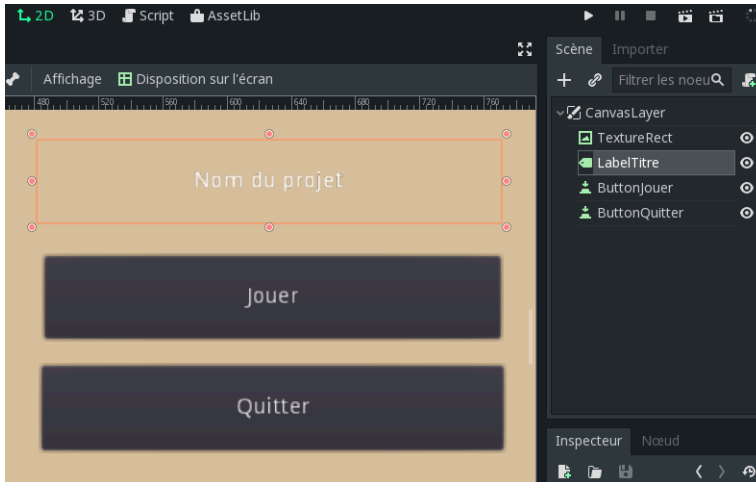 2D 3D Script AssetLib
Scène Importer
Affichage Disposition sur l'écran
Filtrer les noeu
480 520 560 600 640 680 720 760
CanvasLayer
TextureRect
LabelTitre
ButtonJouer
ButtonQuitter
Nom du projet
Jouer
Quitter
Inspecteur Nœud